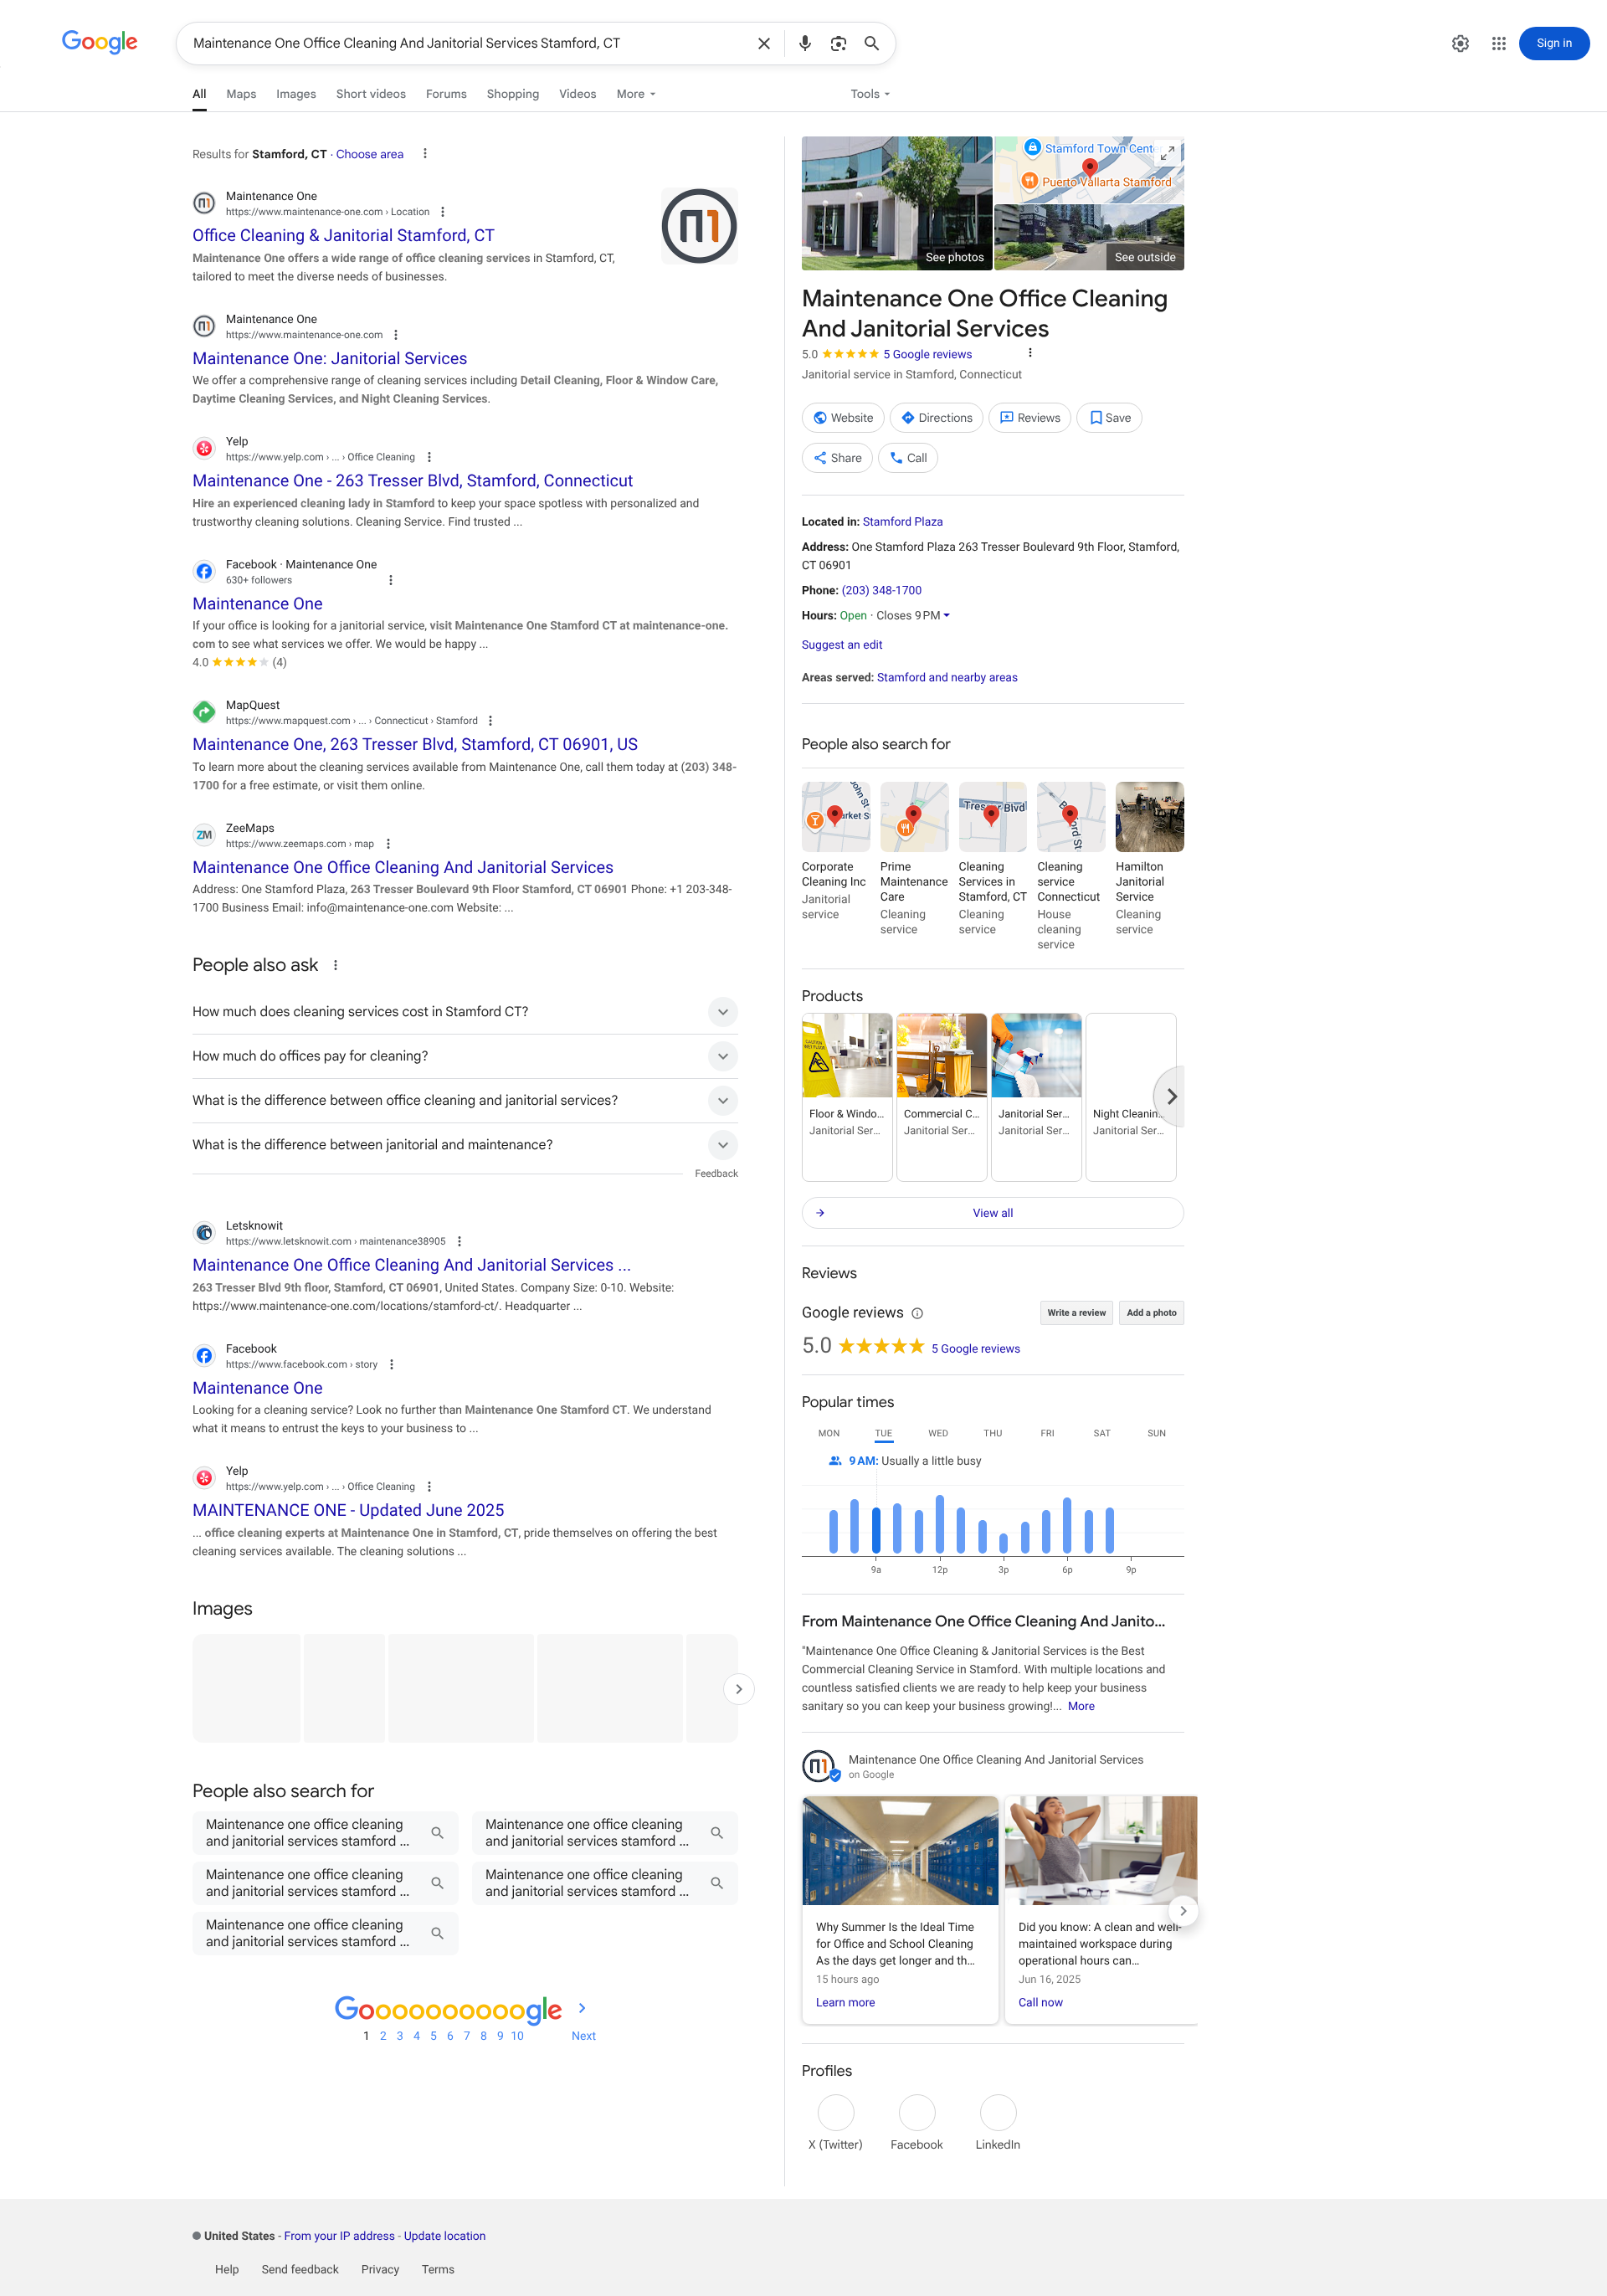 Google
Maintenance One Office Cleaning And Janitorial Services Stamford, CT
Sign in
All
Maps
Images
Short videos
Forums
Shopping
Videos
More
Tools
Results for Stamford, CT · Choose area
Maintenance One
https://www.maintenance-one.com › Location
Office Cleaning & Janitorial Stamford, CT
Maintenance One offers a wide range of office cleaning services in Stamford, CT,
tailored to meet the diverse needs of businesses.
Maintenance One
https://www.maintenance-one.com
Maintenance One: Janitorial Services
We offer a comprehensive range of cleaning services including Detail Cleaning, Floor & Window Care,
Daytime Cleaning Services, and Night Cleaning Services.
Yelp
https://www.yelp.com › ... › Office Cleaning
Maintenance One - 263 Tresser Blvd, Stamford, Connecticut
Hire an experienced cleaning lady in Stamford to keep your space spotless with personalized and
trustworthy cleaning solutions. Cleaning Service. Find trusted ...
Facebook · Maintenance One
630+ followers
Maintenance One
If your office is looking for a janitorial service, visit Maintenance One Stamford CT at maintenance-one.
com to see what services we offer. We would be happy ...
4.0 (4)
MapQuest
https://www.mapquest.com › ... › Connecticut › Stamford
Maintenance One, 263 Tresser Blvd, Stamford, CT 06901, US
To learn more about the cleaning services available from Maintenance One, call them today at (203) 348-
1700 for a free estimate, or visit them online.
ZM
ZeeMaps
https://www.zeemaps.com › map
Maintenance One Office Cleaning And Janitorial Services
Address: One Stamford Plaza, 263 Tresser Boulevard 9th Floor Stamford, CT 06901 Phone: +1 203-348-
1700 Business Email: info@maintenance-one.com Website: ...
People also ask
How much does cleaning services cost in Stamford CT?
How much do offices pay for cleaning?
What is the difference between office cleaning and janitorial services?
What is the difference between janitorial and maintenance?
Feedback
Letsknowit
https://www.letsknowit.com › maintenance38905
Maintenance One Office Cleaning And Janitorial Services ...
263 Tresser Blvd 9th floor, Stamford, CT 06901, United States. Company Size: 0-10. Website:
https://www.maintenance-one.com/locations/stamford-ct/. Headquarter ...
Facebook
https://www.facebook.com › story
Maintenance One
Looking for a cleaning service? Look no further than Maintenance One Stamford CT. We understand
what it means to entrust the keys to your business to ...
Yelp
https://www.yelp.com › ... › Office Cleaning
MAINTENANCE ONE - Updated June 2025
... office cleaning experts at Maintenance One in Stamford, CT, pride themselves on offering the best
cleaning services available. The cleaning solutions ...
Images
People also search for
Maintenance one office cleaning
and janitorial services stamford ...
Maintenance one office cleaning
and janitorial services stamford ...
Maintenance one office cleaning
and janitorial services stamford ...
Maintenance one office cleaning
and janitorial services stamford ...
Maintenance one office cleaning
and janitorial services stamford ...
Goooooooooogle
1 2 3 4 5 6 7 8 9 10 Next
See photos
Stamford Town Cent
Puerto Vallarta Stamford
See outside
Maintenance One Office Cleaning
And Janitorial Services
5.0 5 Google reviews
Janitorial service in Stamford, Connecticut
Website
Directions
Reviews
Save
Share
Call
Located in: Stamford Plaza
Address: One Stamford Plaza 263 Tresser Boulevard 9th Floor, Stamford,
CT 06901
Phone: (203) 348-1700
Hours: Open · Closes 9 PM
Suggest an edit
Areas served: Stamford and nearby areas
People also search for
Corporate
Cleaning Inc
Janitorial
service
Prime
Maintenance
Care
Cleaning
service
Tresser Blvd
Cleaning
Services in
Stamford, CT
Cleaning
service
Cleaning
service
Connecticut
House
cleaning
service
Hamilton
Janitorial
Service
Cleaning
service
Products
Floor & Windo...
Janitorial Ser...
Commercial C...
Janitorial Ser...
Janitorial Ser...
Janitorial Ser...
Night Cleanin...
Janitorial Ser...
View all
Reviews
Google reviews
Write a review
Add a photo
5.0 5 Google reviews
Popular times
MON TUE WED THU FRI SAT SUN
9 AM: Usually a little busy
9a 12p 3p 6p 9p
From Maintenance One Office Cleaning And Janito...
"Maintenance One Office Cleaning & Janitorial Services is the Best
Commercial Cleaning Service in Stamford. With multiple locations and
countless satisfied clients we are ready to help keep your business
sanitary so you can keep your business growing!... More
Maintenance One Office Cleaning And Janitorial Services
on Google
Why Summer Is the Ideal Time
for Office and School Cleaning
As the days get longer and th...
15 hours ago
Learn more
Did you know: A clean and well-
maintained workspace during
operational hours can...
Jun 16, 2025
Call now
Profiles
X (Twitter)
Facebook
LinkedIn
United States - From your IP address - Update location
Help
Send feedback
Privacy
Terms